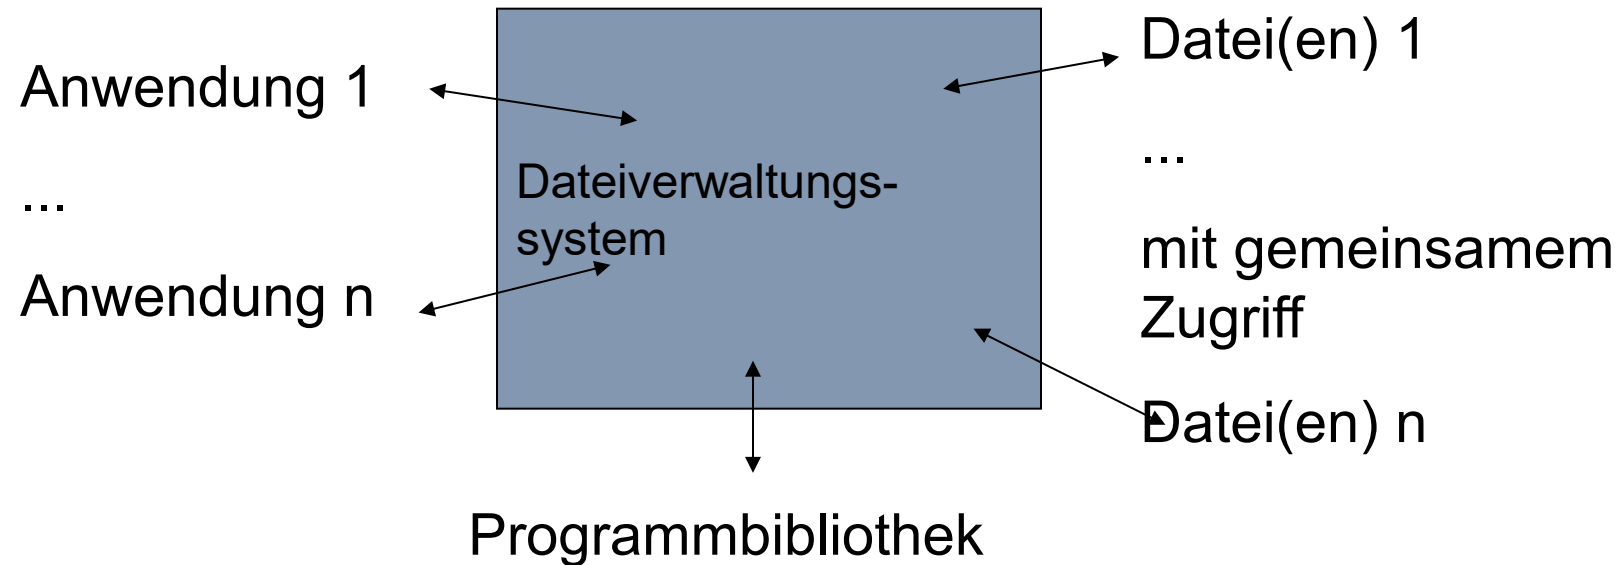 Anwendung 1
...
Anwendung n
Dateiverwaltungs-
system
Datei(en) 1
...
mit gemeinsamem
Zugriff
Datei(en) n
Programmbibliothek